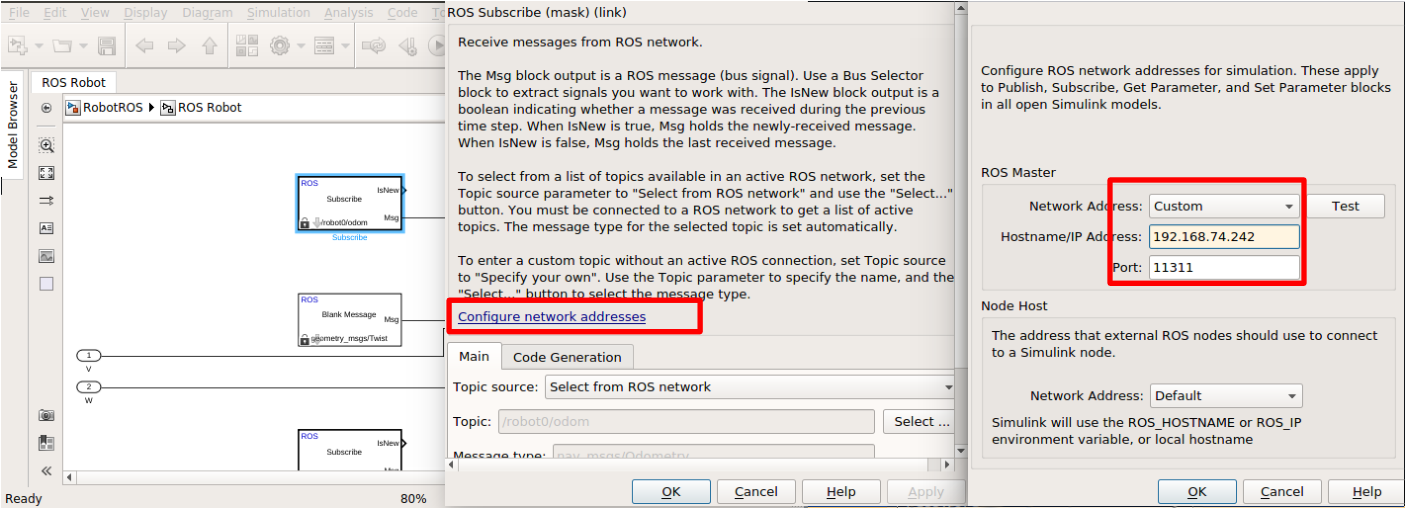 File Edit View Display Diagram Simulation Analysis Code
Model Browser
ROS Robot
RobotROS ROS Robot
ROS
IsNew
Subscribe
/robot0/odom
Msg
Subscribe
ROS
Blank Message
Msg
geometry_msgs/Twist
1
V
2
W
ROS
IsNew
Subscribe
Ready
80%
ROS Subscribe (mask) (link)
Receive messages from ROS network.
The Msg block output is a ROS message (bus signal). Use a Bus Selector
block to extract signals you want to work with. The IsNew block output is a
boolean indicating whether a message was received during the previous
time step. When IsNew is true, Msg holds the newly-received message.
When IsNew is false, Msg holds the last received message.
To select from a list of topics available in an active ROS network, set the
Topic source parameter to "Select from ROS network" and use the "Select..."
button. You must be connected to a ROS network to get a list of active
topics. The message type for the selected topic is set automatically.
To enter a custom topic without an active ROS connection, set Topic source
to "Specify your own". Use the Topic parameter to specify the name, and the
"Select..." button to select the message type.
Configure network addresses
Main Code Generation
Topic source: Select from ROS network
Topic: /robot0/odom Select ...
Message type: nav_msgs/Odometry
OK Cancel Help Apply
Configure ROS network addresses for simulation. These apply
to Publish, Subscribe, Get Parameter, and Set Parameter blocks
in all open Simulink models.
ROS Master
Network Address: Custom Test
Hostname/IP Address: 192.168.74.242
Port: 11311
Node Host
The address that external ROS nodes should use to connect
to a Simulink node.
Network Address: Default
Simulink will use the ROS_HOSTNAME or ROS_IP
environment variable, or local hostname
OK Cancel Help